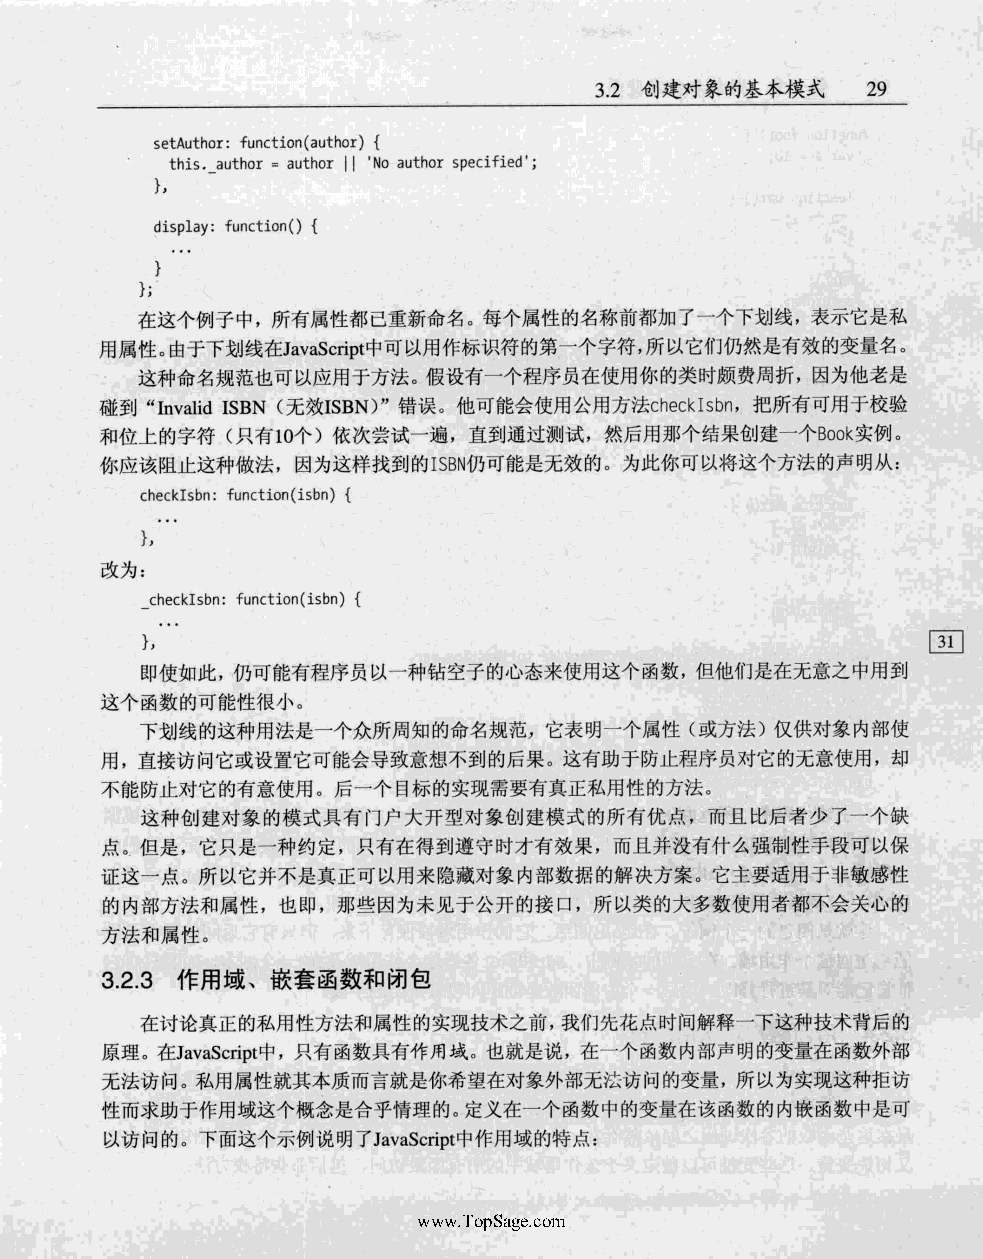 3.2 创建对象的基本模式 29
setAuthor: function(author) {
this._author = author || 'No author specified';
},
display: function() {
...
}
};
在这个例子中，所有属性都已重新命名。每个属性的名称前都加了一个下划线，表示它是私
用属性。由于下划线在JavaScript中可以用作标识符的第一个字符，所以它们仍然是有效的变量名。
这种命名规范也可以应用于方法。假设有一个程序员在使用你的类时颇费周折，因为他老是
碰到“Invalid ISBN（无效ISBN）”错误。他可能会使用公用方法checkIsbn，把所有可用于校验
和位上的字符（只有10个）依次尝试一遍，直到通过测试，然后用那个结果创建一个Book实例。
你应该阻止这种做法，因为这样找到的ISBN仍可能是无效的。为此你可以将这个方法的声明从：
checkIsbn: function(isbn) {
...
},
改为：
_checkIsbn: function(isbn) {
...
},
31
即使如此，仍可能有程序员以一种钻空子的心态来使用这个函数，但他们是在无意之中用到
这个函数的可能性很小。
下划线的这种用法是一个众所周知的命名规范，它表明一个属性（或方法）仅供对象内部使
用，直接访问它或设置它可能会导致意想不到的后果。这有助于防止程序员对它的无意使用，却
不能防止对它的有意使用。后一个目标的实现需要有真正私用性的方法。
这种创建对象的模式具有门户大开型对象创建模式的所有优点，而且比后者少了一个缺
点。但是，它只是一种约定，只有在得到遵守时才有效果，而且并没有什么强制性手段可以保
证这一点。所以它并不是真正可以用来隐藏对象内部数据的解决方案。它主要适用于非敏感性
的内部方法和属性，也即，那些因为未见于公开的接口，所以类的大多数使用者都不会关心的
方法和属性。
3.2.3 作用域、嵌套函数和闭包
在讨论真正的私用性方法和属性的实现技术之前，我们先花点时间解释一下这种技术背后的
原理。在JavaScript中，只有函数具有作用域。也就是说，在一个函数内部声明的变量在函数外部
无法访问。私用属性就其本质而言就是你希望在对象外部无法访问的变量，所以为实现这种拒访
性而求助于作用域这个概念是合乎情理的。定义在一个函数中的变量在该函数的内嵌函数中是可
以访问的。下面这个示例说明了JavaScript中作用域的特点：
www.TopSage.com